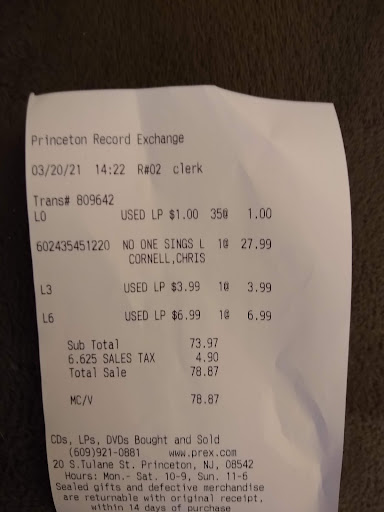 Princeton Record Exchange
03/20/21 14:22 R#02 clerk
Trans# 809642
L0 USED LP $1.00 35@ 1.00
602435451220 NO ONE SINGS L 1@ 27.99
CORNELL,CHRIS
L3 USED LP $3.99 1@ 3.99
L6 USED LP $6.99 1@ 6.99
Sub Total 73.97
6.625 SALES TAX 4.90
Total Sale 78.87
MC/V 78.87
CDs, LPs, DVDs Bought and Sold
(609)921-0881 www.prex.com
20 S.Tulane St. Princeton, NJ, 08542
Hours: Mon.- Sat. 10-9, Sun. 11-6
Sealed gifts and defective merchandise
are returnable with original receipt,
within 14 days of purchase